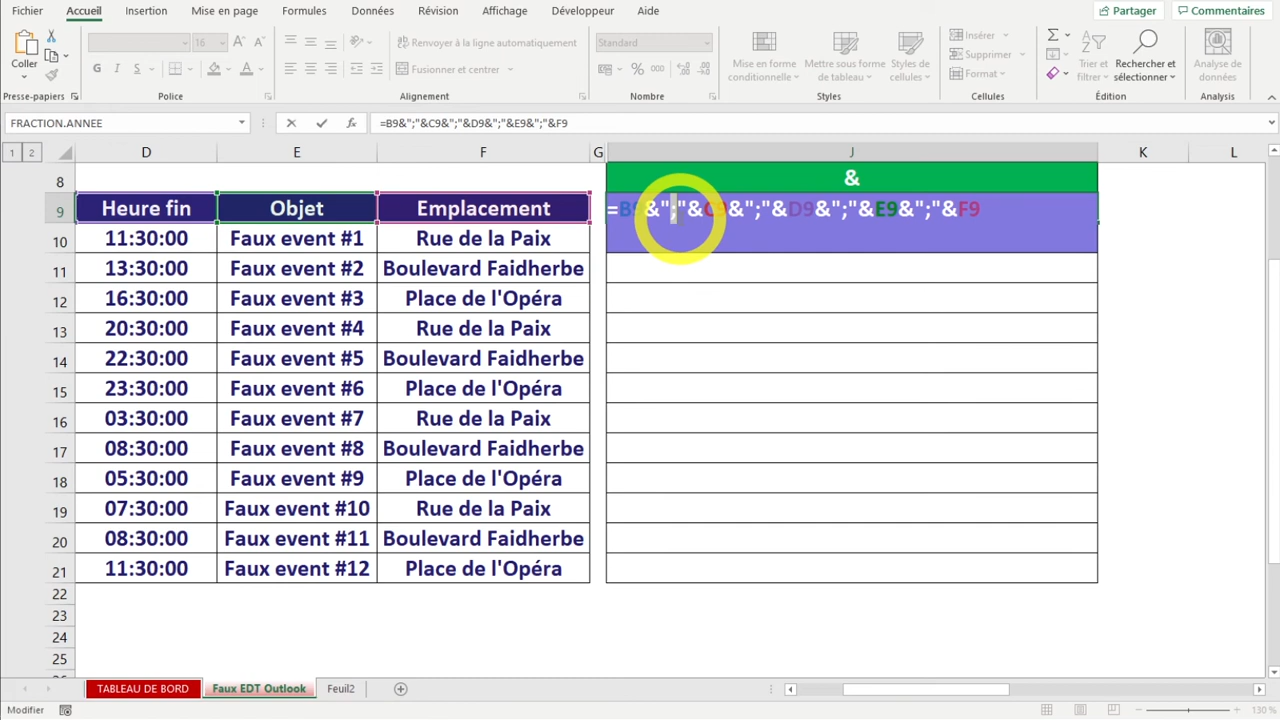 Fichier Accueil Insertion Mise en page Formules Données Révision Affichage Développeur Aide Partager Commentaires
16 A A Renvoyer à la ligne automatiquement Standard Insérer
Coller G I S Fusionner et centrer % 000 Mise en forme conditionnelle Mettre sous forme de tableau Styles de cellules Supprimer Format Trier et filtrer Rechercher et sélectionner Analyse de données
Presse-papiers Police Alignement Nombre Styles Cellules Édition Analyse
FRACTION.ANNEE fx =B9&";"&C9&";"&D9&";"&E9&";"&F9
1 2 D E F G J K L
8 &
9 Heure fin Objet Emplacement =B9&";"&C9&";"&D9&";"&E9&";"&F9
10 11:30:00 Faux event #1 Rue de la Paix
11 13:30:00 Faux event #2 Boulevard Faidherbe
12 16:30:00 Faux event #3 Place de l'Opéra
13 20:30:00 Faux event #4 Rue de la Paix
14 22:30:00 Faux event #5 Boulevard Faidherbe
15 23:30:00 Faux event #6 Place de l'Opéra
16 03:30:00 Faux event #7 Rue de la Paix
17 08:30:00 Faux event #8 Boulevard Faidherbe
18 05:30:00 Faux event #9 Place de l'Opéra
19 07:30:00 Faux event #10 Rue de la Paix
20 08:30:00 Faux event #11 Boulevard Faidherbe
21 11:30:00 Faux event #12 Place de l'Opéra
22
23
24
25
TABLEAU DE BORD Faux EDT Outlook Feuil2
Modifier 130 %